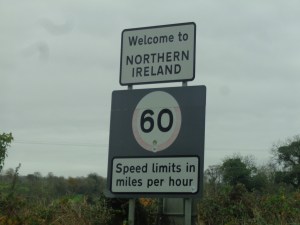 Welcome to
NORTHERN
IRELAND
60
Speed limits in
miles per hour